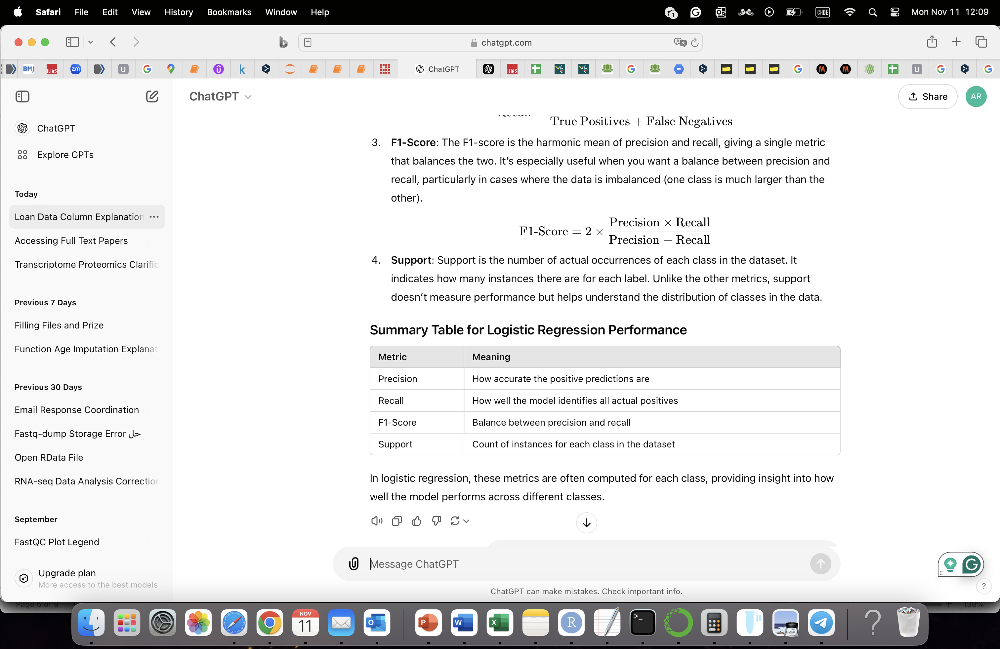 Safari File Edit View History Bookmarks Window Help
1 CHDE Mon Nov 11 12:09
chatgpt.com
BMJ ILIAS zm U G k ChatGPT ILIAS G G M M U G G
ChatGPT
Share
AR
ChatGPT
Explore GPTs
Today
Loan Data Column Explanation
Accessing Full Text Papers
Transcriptome Proteomics Clarific
Previous 7 Days
Filling Files and Prize
Function Age Imputation Explanati
Previous 30 Days
Email Response Coordination
Fastq-dump Storage Error حل
Open RData File
RNA-seq Data Analysis Correction
September
FastQC Plot Legend
Upgrade plan
More access to the best models
Recall
True Positives + False Negatives
3. F1-Score: The F1-score is the harmonic mean of precision and recall, giving a single metric
that balances the two. It’s especially useful when you want a balance between precision and
recall, particularly in cases where the data is imbalanced (one class is much larger than the
other).
F1-Score = 2 × Precision × Recall
Precision + Recall
4. Support: Support is the number of actual occurrences of each class in the dataset. It
indicates how many instances there are for each label. Unlike the other metrics, support
doesn’t measure performance but helps understand the distribution of classes in the data.
Summary Table for Logistic Regression Performance
Metric Meaning
Precision How accurate the positive predictions are
Recall How well the model identifies all actual positives
F1-Score Balance between precision and recall
Support Count of instances for each class in the dataset
In logistic regression, these metrics are often computed for each class, providing insight into how
well the model performs across different classes.
Message ChatGPT
ChatGPT can make mistakes. Check important info.
?
Page 5 of 9
138%
NOV
11
O P W X R >_ ?